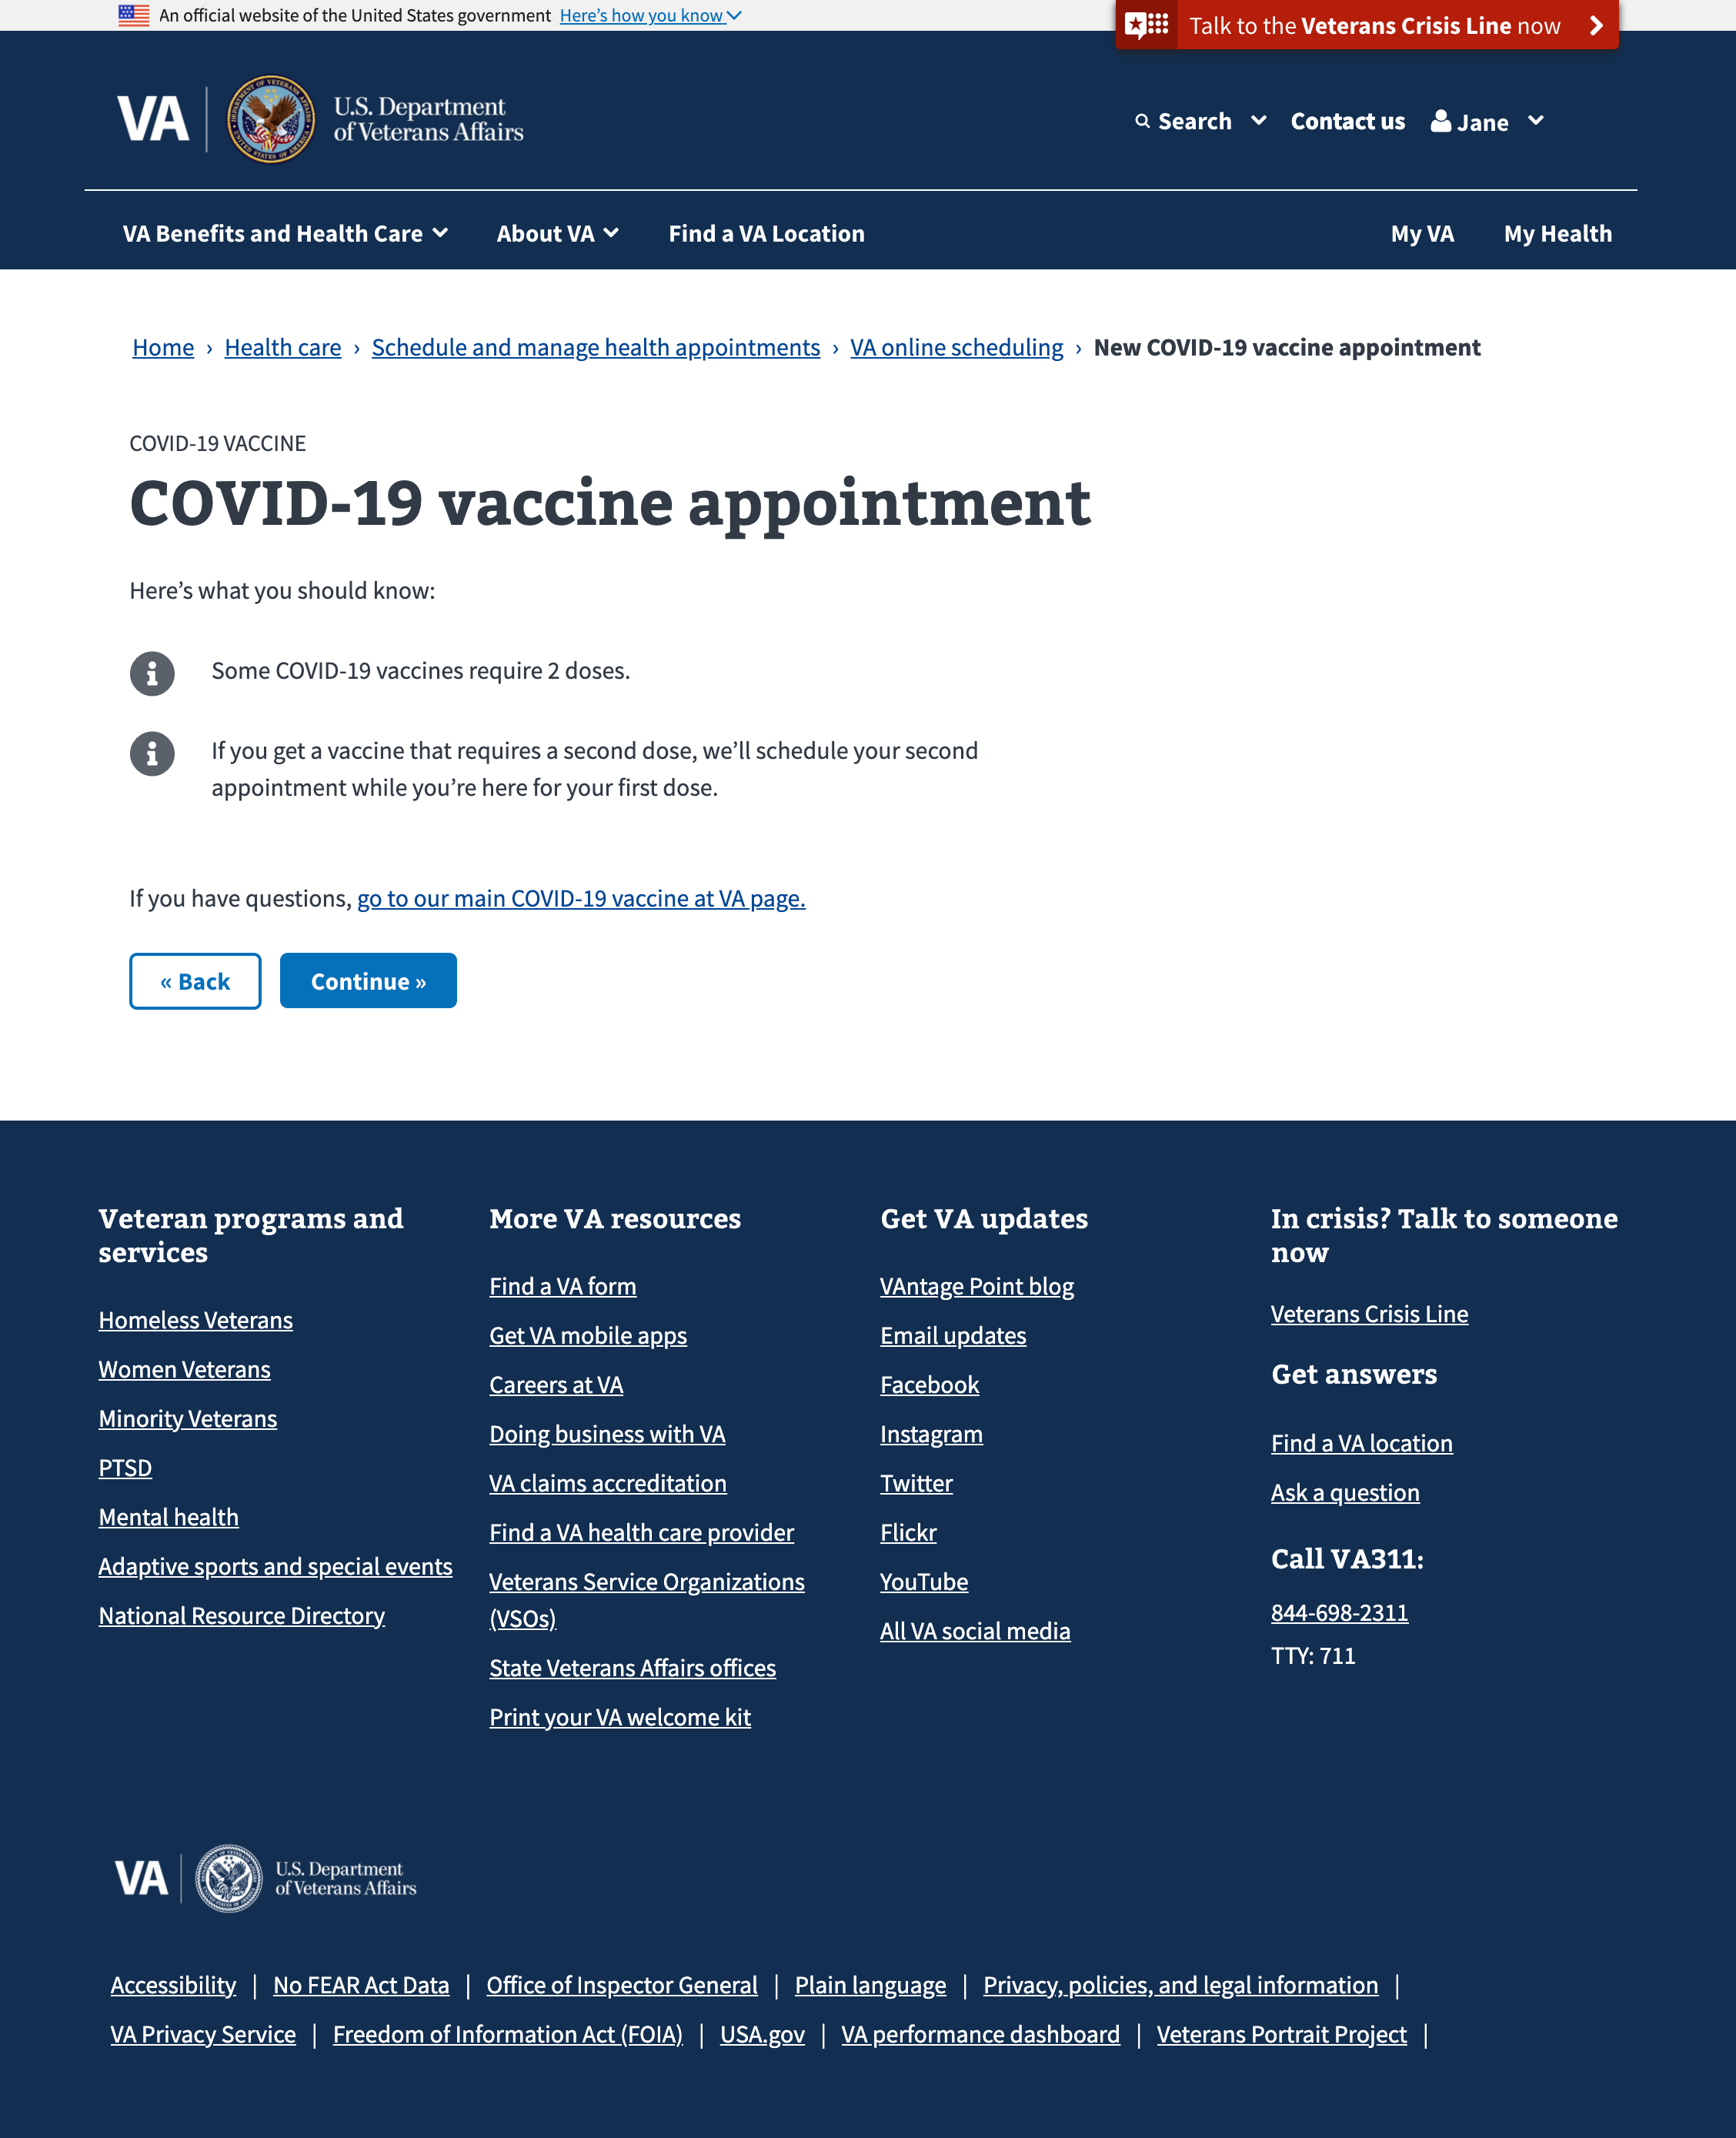 An official website of the United States government Here’s how you know
Talk to the Veterans Crisis Line now
VA
U.S. Department
of Veterans Affairs
Search Contact us Jane
VA Benefits and Health Care About VA Find a VA Location My VA My Health
Home › Health care › Schedule and manage health appointments › VA online scheduling › New COVID-19 vaccine appointment
COVID-19 VACCINE
COVID-19 vaccine appointment
Here’s what you should know:
Some COVID-19 vaccines require 2 doses.
If you get a vaccine that requires a second dose, we’ll schedule your second
appointment while you’re here for your first dose.
If you have questions, go to our main COVID-19 vaccine at VA page.
« Back Continue »
Veteran programs and
services
Homeless Veterans
Women Veterans
Minority Veterans
PTSD
Mental health
Adaptive sports and special events
National Resource Directory
More VA resources
Find a VA form
Get VA mobile apps
Careers at VA
Doing business with VA
VA claims accreditation
Find a VA health care provider
Veterans Service Organizations
(VSOs)
State Veterans Affairs offices
Print your VA welcome kit
Get VA updates
VAntage Point blog
Email updates
Facebook
Instagram
Twitter
Flickr
YouTube
All VA social media
In crisis? Talk to someone
now
Veterans Crisis Line
Get answers
Find a VA location
Ask a question
Call VA311:
844-698-2311
TTY: 711
VA
U.S. Department
of Veterans Affairs
Accessibility | No FEAR Act Data | Office of Inspector General | Plain language | Privacy, policies, and legal information |
VA Privacy Service | Freedom of Information Act (FOIA) | USA.gov | VA performance dashboard | Veterans Portrait Project |